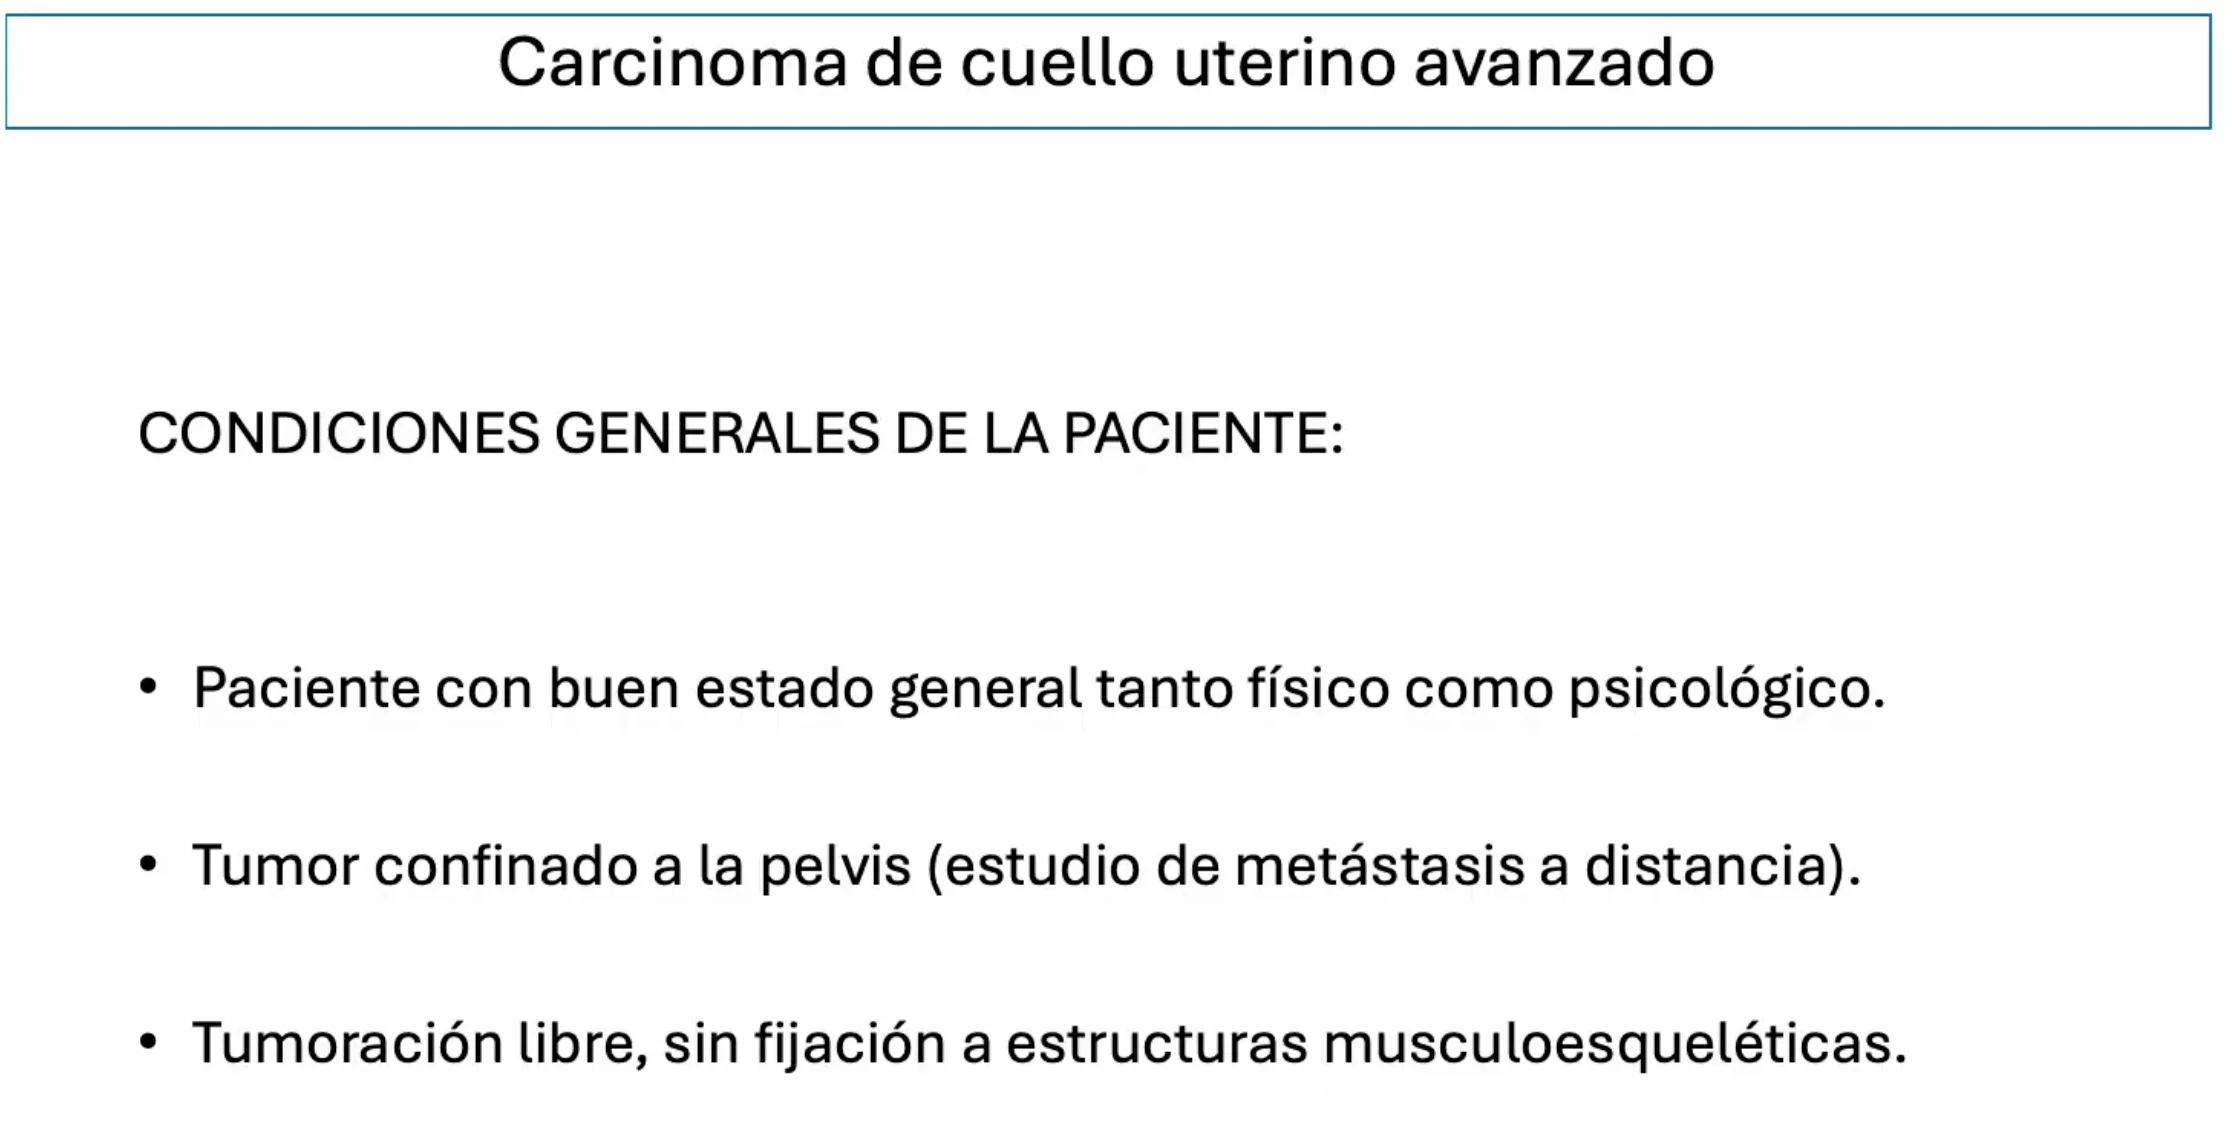 Carcinoma de cuello uterino avanzado
CONDICIONES GENERALES DE LA PACIENTE:
• Paciente con buen estado general tanto físico como psicológico.
• Tumor confinado a la pelvis (estudio de metástasis a distancia).
• Tumoración libre, sin fijación a estructuras musculoesqueléticas.